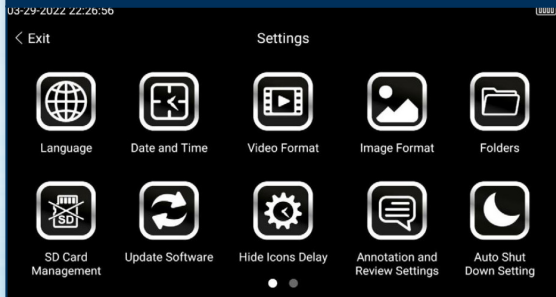 03-29-2022 22:26:56
< Exit
Settings
Language
Date and Time
Video Format
Image Format
Folders
SD
SD Card
Management
Update Software
Hide Icons Delay
Annotation and
Review Settings
Auto Shut
Down Setting